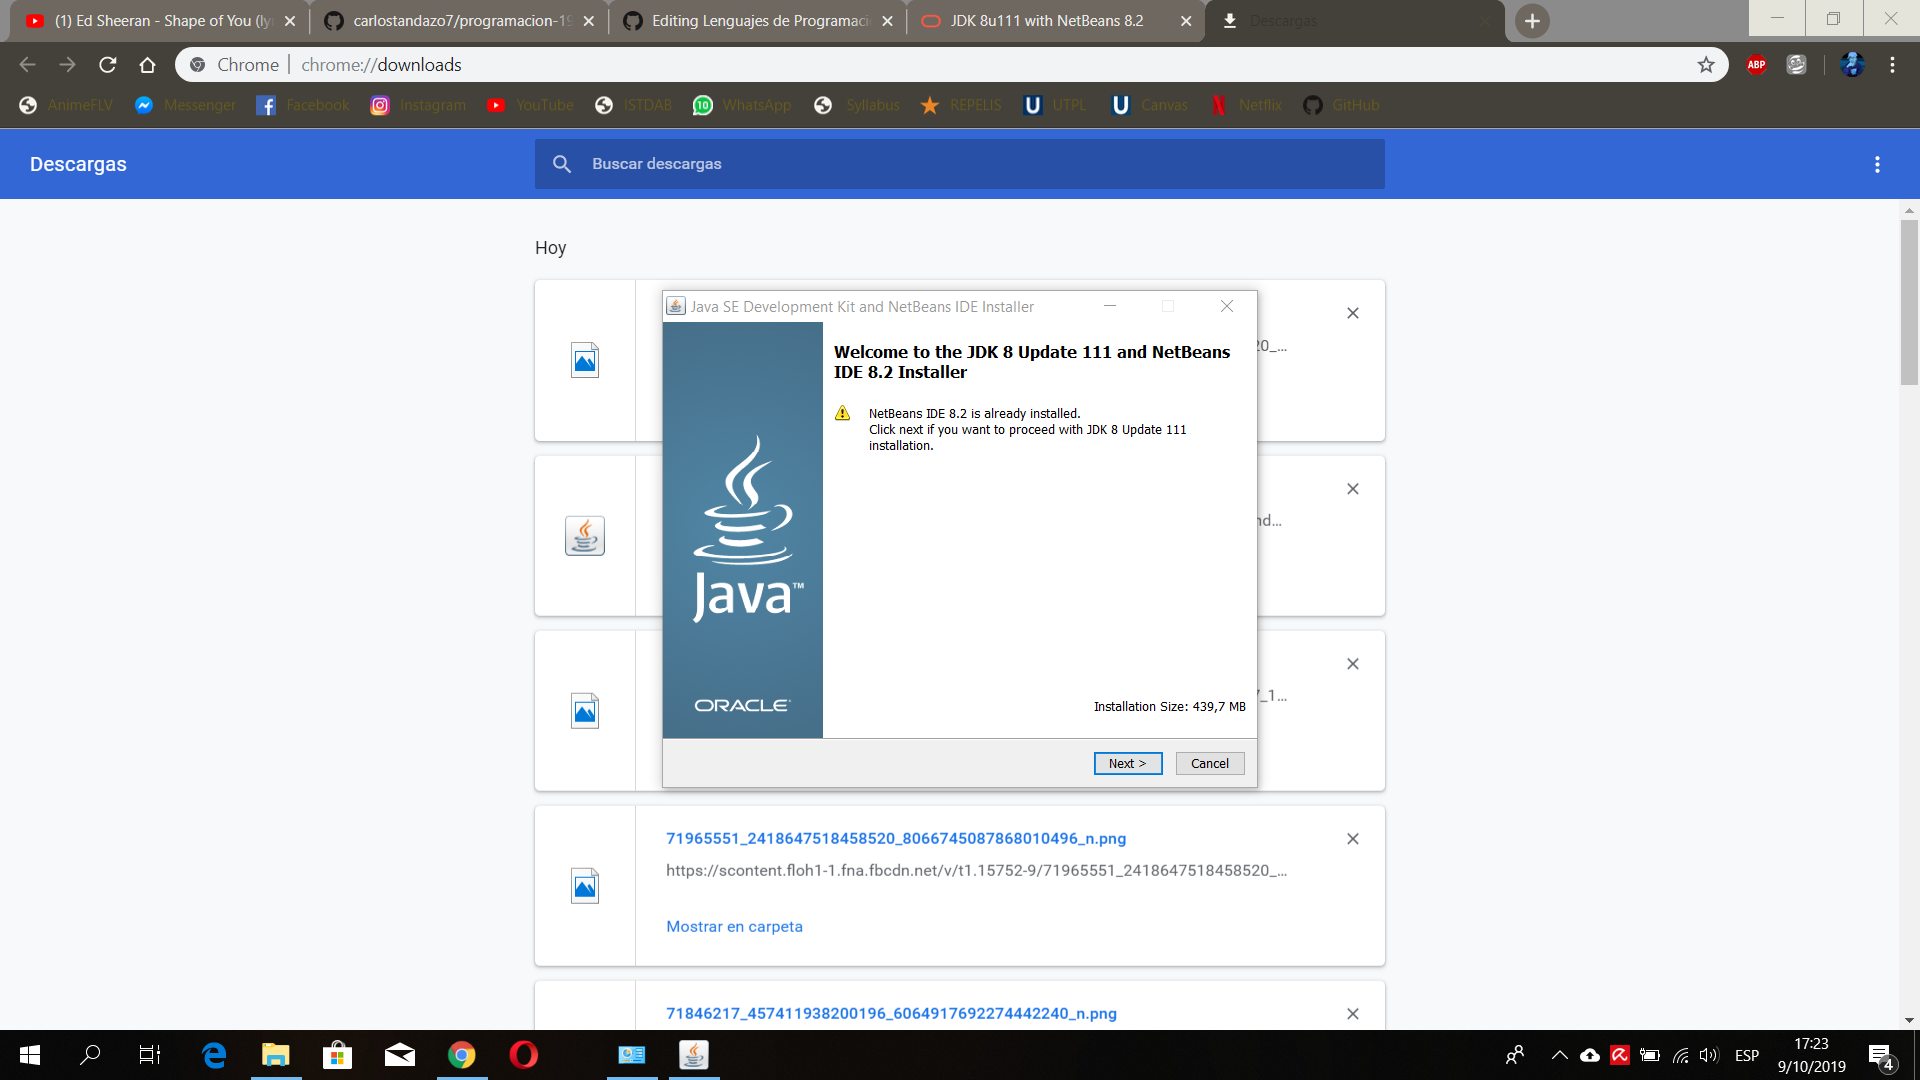 (1) Ed Sheeran - Shape of You (ly
carlostandazo7/programacion-19
Editing Lenguajes de Programaci
JDK 8u111 with NetBeans 8.2
Descargas
Chrome | chrome://downloads
ABP
AnimeFLV
Messenger
Facebook
Instagram
YouTube
ISTDAB
10
WhatsApp
Syllabus
REPELIS
UTPL
Canvas
Netflix
GitHub
Descargas
Buscar descargas
Hoy
Java SE Development Kit and NetBeans IDE Installer
20_...
Welcome to the JDK 8 Update 111 and NetBeans
IDE 8.2 Installer
NetBeans IDE 8.2 is already installed.
Click next if you want to proceed with JDK 8 Update 111
installation.
nd...
Java™
7_1...
ORACLE
Installation Size: 439,7 MB
Next >
Cancel
71965551_2418647518458520_8066745087868010496_n.png
https://scontent.floh1-1.fna.fbcdn.net/v/t1.15752-9/71965551_2418647518458520_...
Mostrar en carpeta
71846217_457411938200196_6064917692274442240_n.png
ESP
17:23
9/10/2019
4